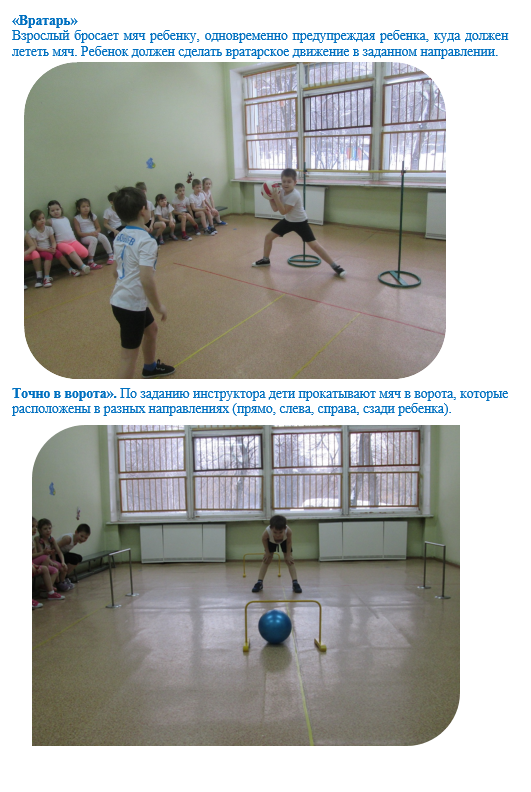 «Вратарь»
Взрослый бросает мяч ребенку, одновременно предупреждая ребенка, куда должен
лететь мяч. Ребенок должен сделать вратарское движение в заданном направлении.
Точно в ворота». По заданию инструктора дети прокатывают мяч в ворота, которые
расположены в разных направлениях (прямо, слева, справа, сзади ребенка).